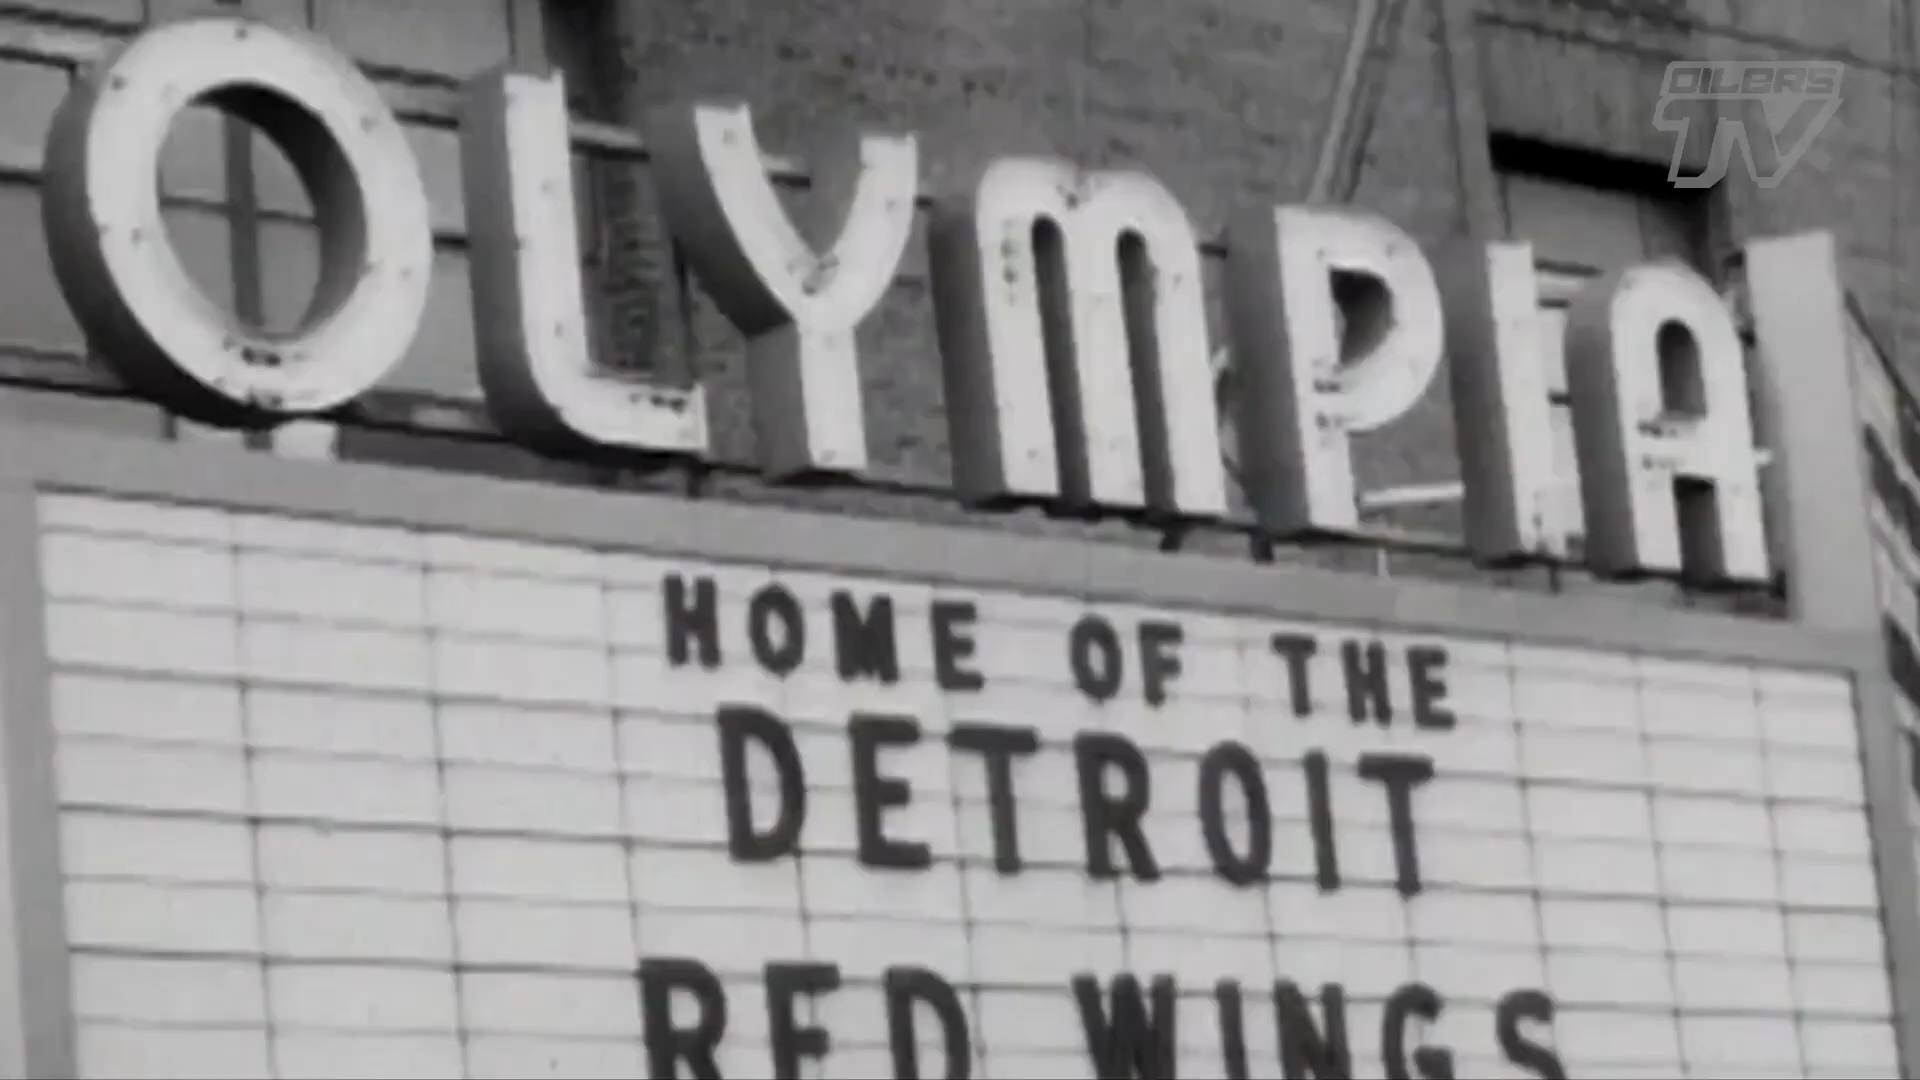 OILERS
TV
OLYMPIA
HOME OF THE
DETROIT
RED WINGS